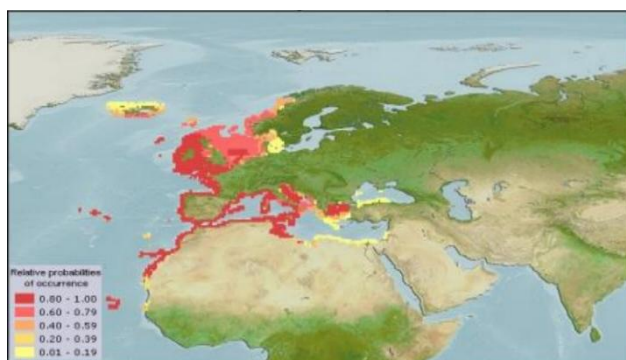 Relative probabilities
of occurrence
0.80 - 1.00
0.60 - 0.79
0.40 - 0.59
0.20 - 0.39
0.01 - 0.19